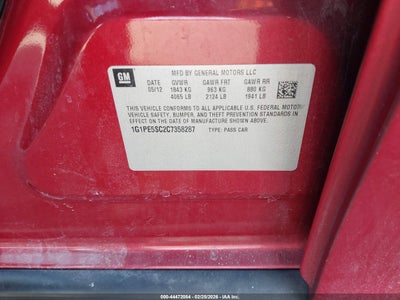 GM
MFD BY GENERAL MOTORS LLC
05/12 GVWR GAWR FRT GAWR RR
1843 KG 963 KG 880 KG
4065 LB 2124 LB 1941 LB
THIS VEHICLE CONFORMS TO ALL APPLICABLE U.S. FEDERAL MOTOR
VEHICLE SAFETY, BUMPER, AND THEFT PREVENTION STANDARDS
IN EFFECT ON THE DATE OF MANUFACTURE SHOWN ABOVE.
1G1PE5SC2C7358287 TYPE: PASS CAR
000-44472084 - 02/20/2026 - IAA Inc.